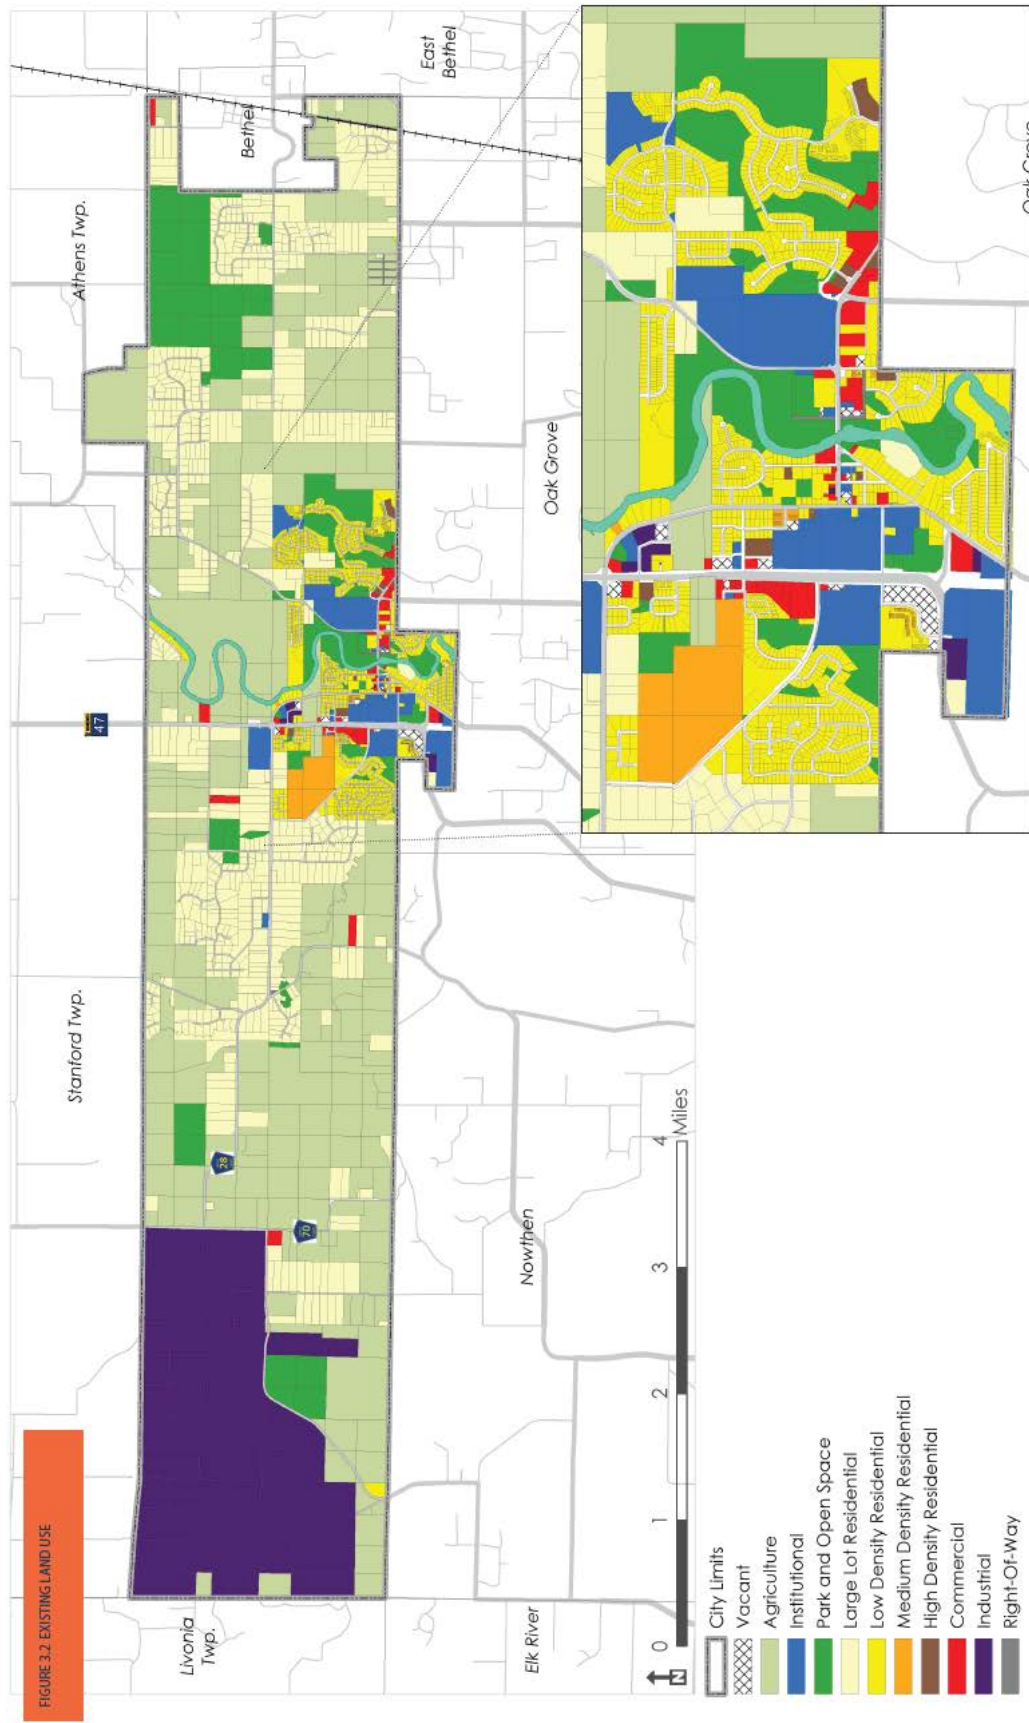 FIGURE 3.2 EXISTING LAND USE
Livonia
Twp.
Stanford Twp.
Athens Twp.
Bethel
East
Bethel
47
28
70
Elk River
Nowthen
Oak Grove
Oak Grove
N
0 1 2 3 4
Miles
City Limits
Vacant
Agriculture
Institutional
Park and Open Space
Large Lot Residential
Low Density Residential
Medium Density Residential
High Density Residential
Commercial
Industrial
Right-Of-Way